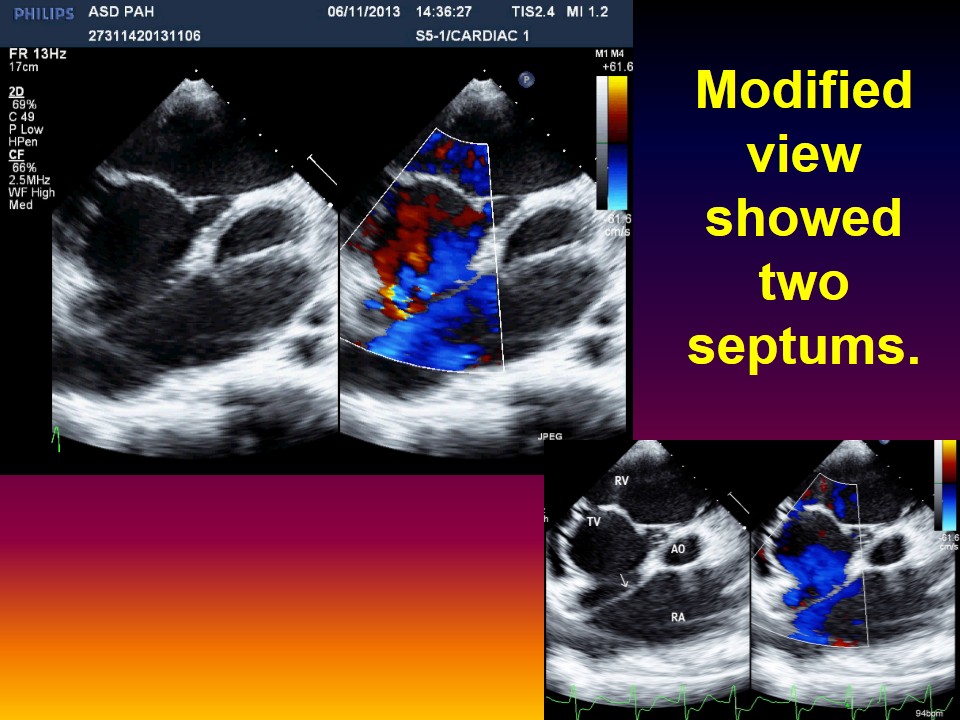 PHILIPS ASD PAH 06/11/2013 14:36:27 TIS2.4 MI 1.2
27311420131106 S5-1/CARDIAC 1
FR 13Hz
17cm
2D
69%
C 49
P Low
HPen
CF
66%
2.5MHz
WF High
Med
P
M1 M4
+61.6
-61.6
cm/s
JPEG
Modified
view
showed
two
septums.
RV
TV
AO
RA
-61.6
cm/s
94bpm